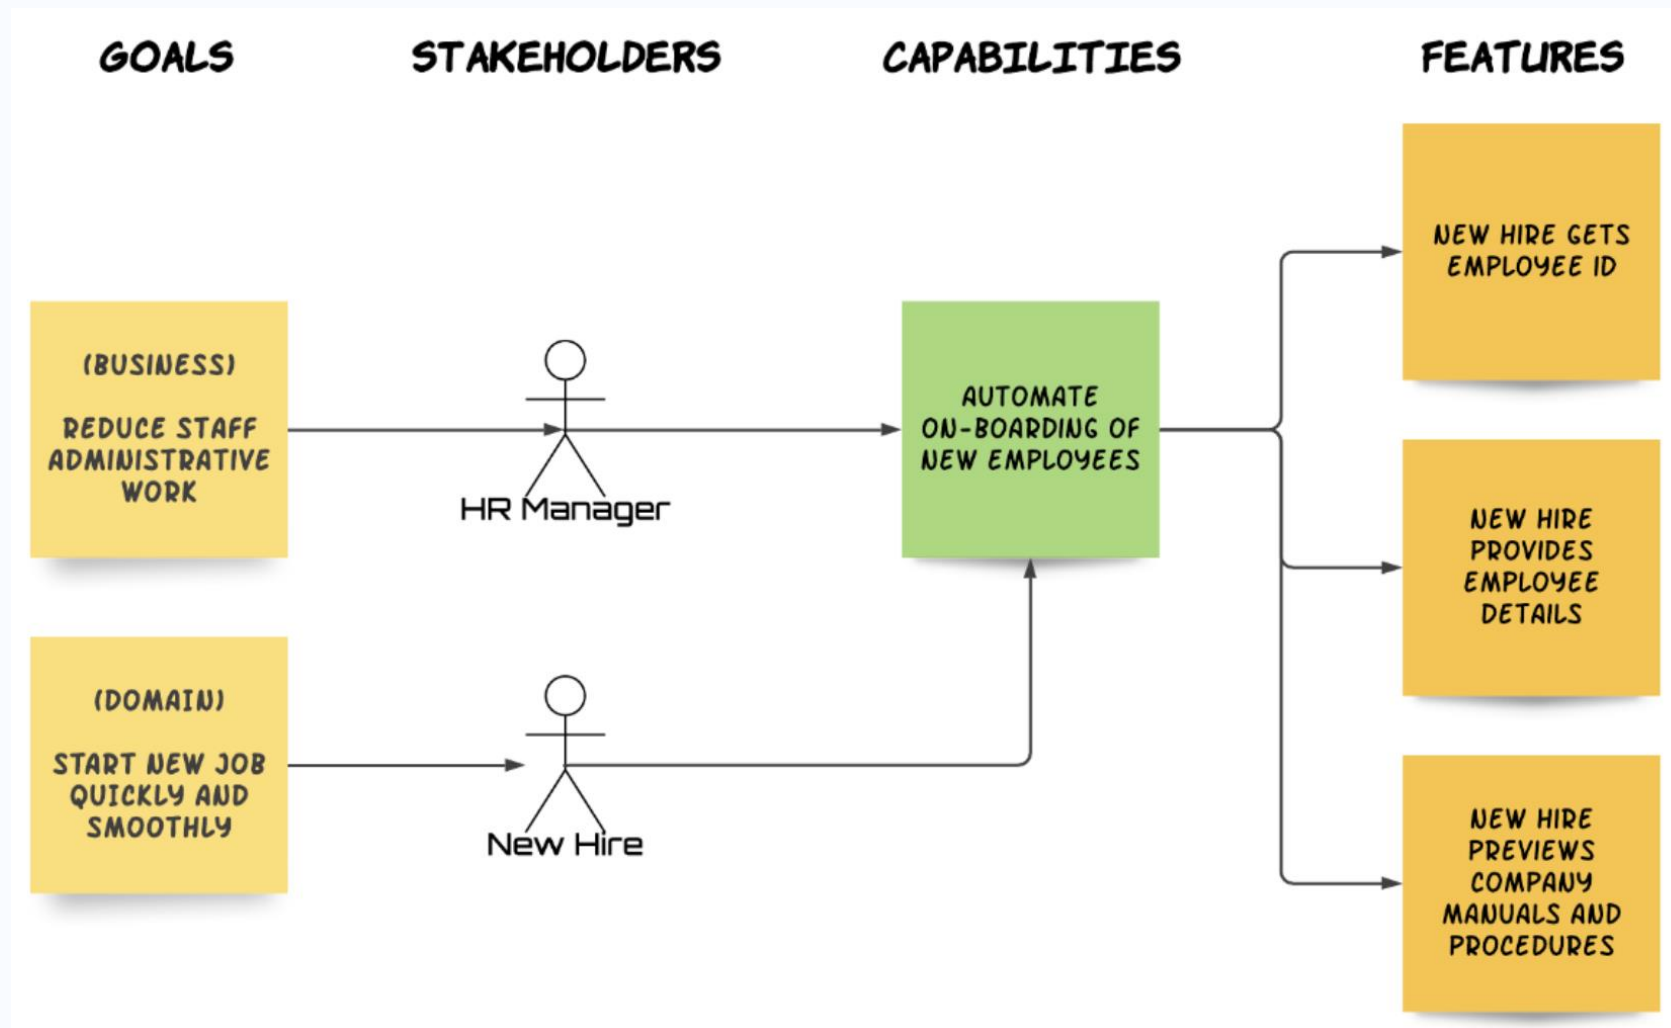 GOALS
STAKEHOLDERS
CAPABILITIES
FEATURES
(BUSINESS)
REDUCE STAFF
ADMINISTRATIVE
WORK
HR Manager
AUTOMATE
ON-BOARDING OF
NEW EMPLOYEES
NEW HIRE GETS
EMPLOYEE ID
NEW HIRE
PROVIDES
EMPLOYEE
DETAILS
(DOMAIN)
START NEW JOB
QUICKLY AND
SMOOTHLY
New Hire
NEW HIRE
PREVIEWS
COMPANY
MANUALS AND
PROCEDURES